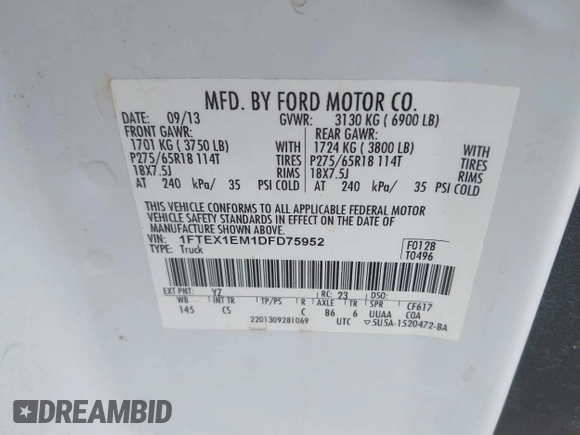 MFD. BY FORD MOTOR CO.
DATE: 09/13 GVWR: 3130 KG ( 6900 LB)
FRONT GAWR: REAR GAWR:
1701 KG ( 3750 LB) WITH 1724 KG ( 3800 LB) WITH
P275/65R18 114T TIRES P275/65R18 114T TIRES
18X7.5J RIMS 18X7.5J RIMS
AT 240 kPa/ 35 PSI COLD AT 240 kPa/ 35 PSI COLD
THIS VEHICLE CONFORMS TO ALL APPLICABLE FEDERAL MOTOR
VEHICLE SAFETY STANDARDS IN EFFECT ON THE DATE OF
MANUFACTURE SHOWN ABOVE.
VIN: 1FTEX1EM1DFD75952 F0128
TYPE: Truck T0496
EXT PNT: YZ RC: 23 DSO:
WB INT TR TP/PS R AXLE TR SPR CF617
145 CS C B6 6 UUAA COA
2201309281069 UTC ▽5U5A-1520472-BA
DREAMBID